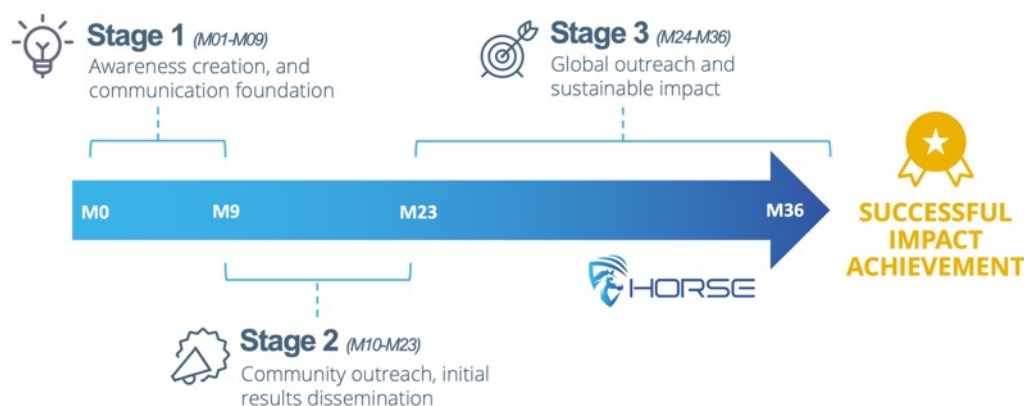 Stage 1 (M01-M09)
Awareness creation, and
communication foundation
Stage 3 (M24-M36)
Global outreach and
sustainable impact
M0
M9
M23
M36
SUCCESSFUL
IMPACT
ACHIEVEMENT
HORSE
Stage 2 (M10-M23)
Community outreach, initial
results dissemination